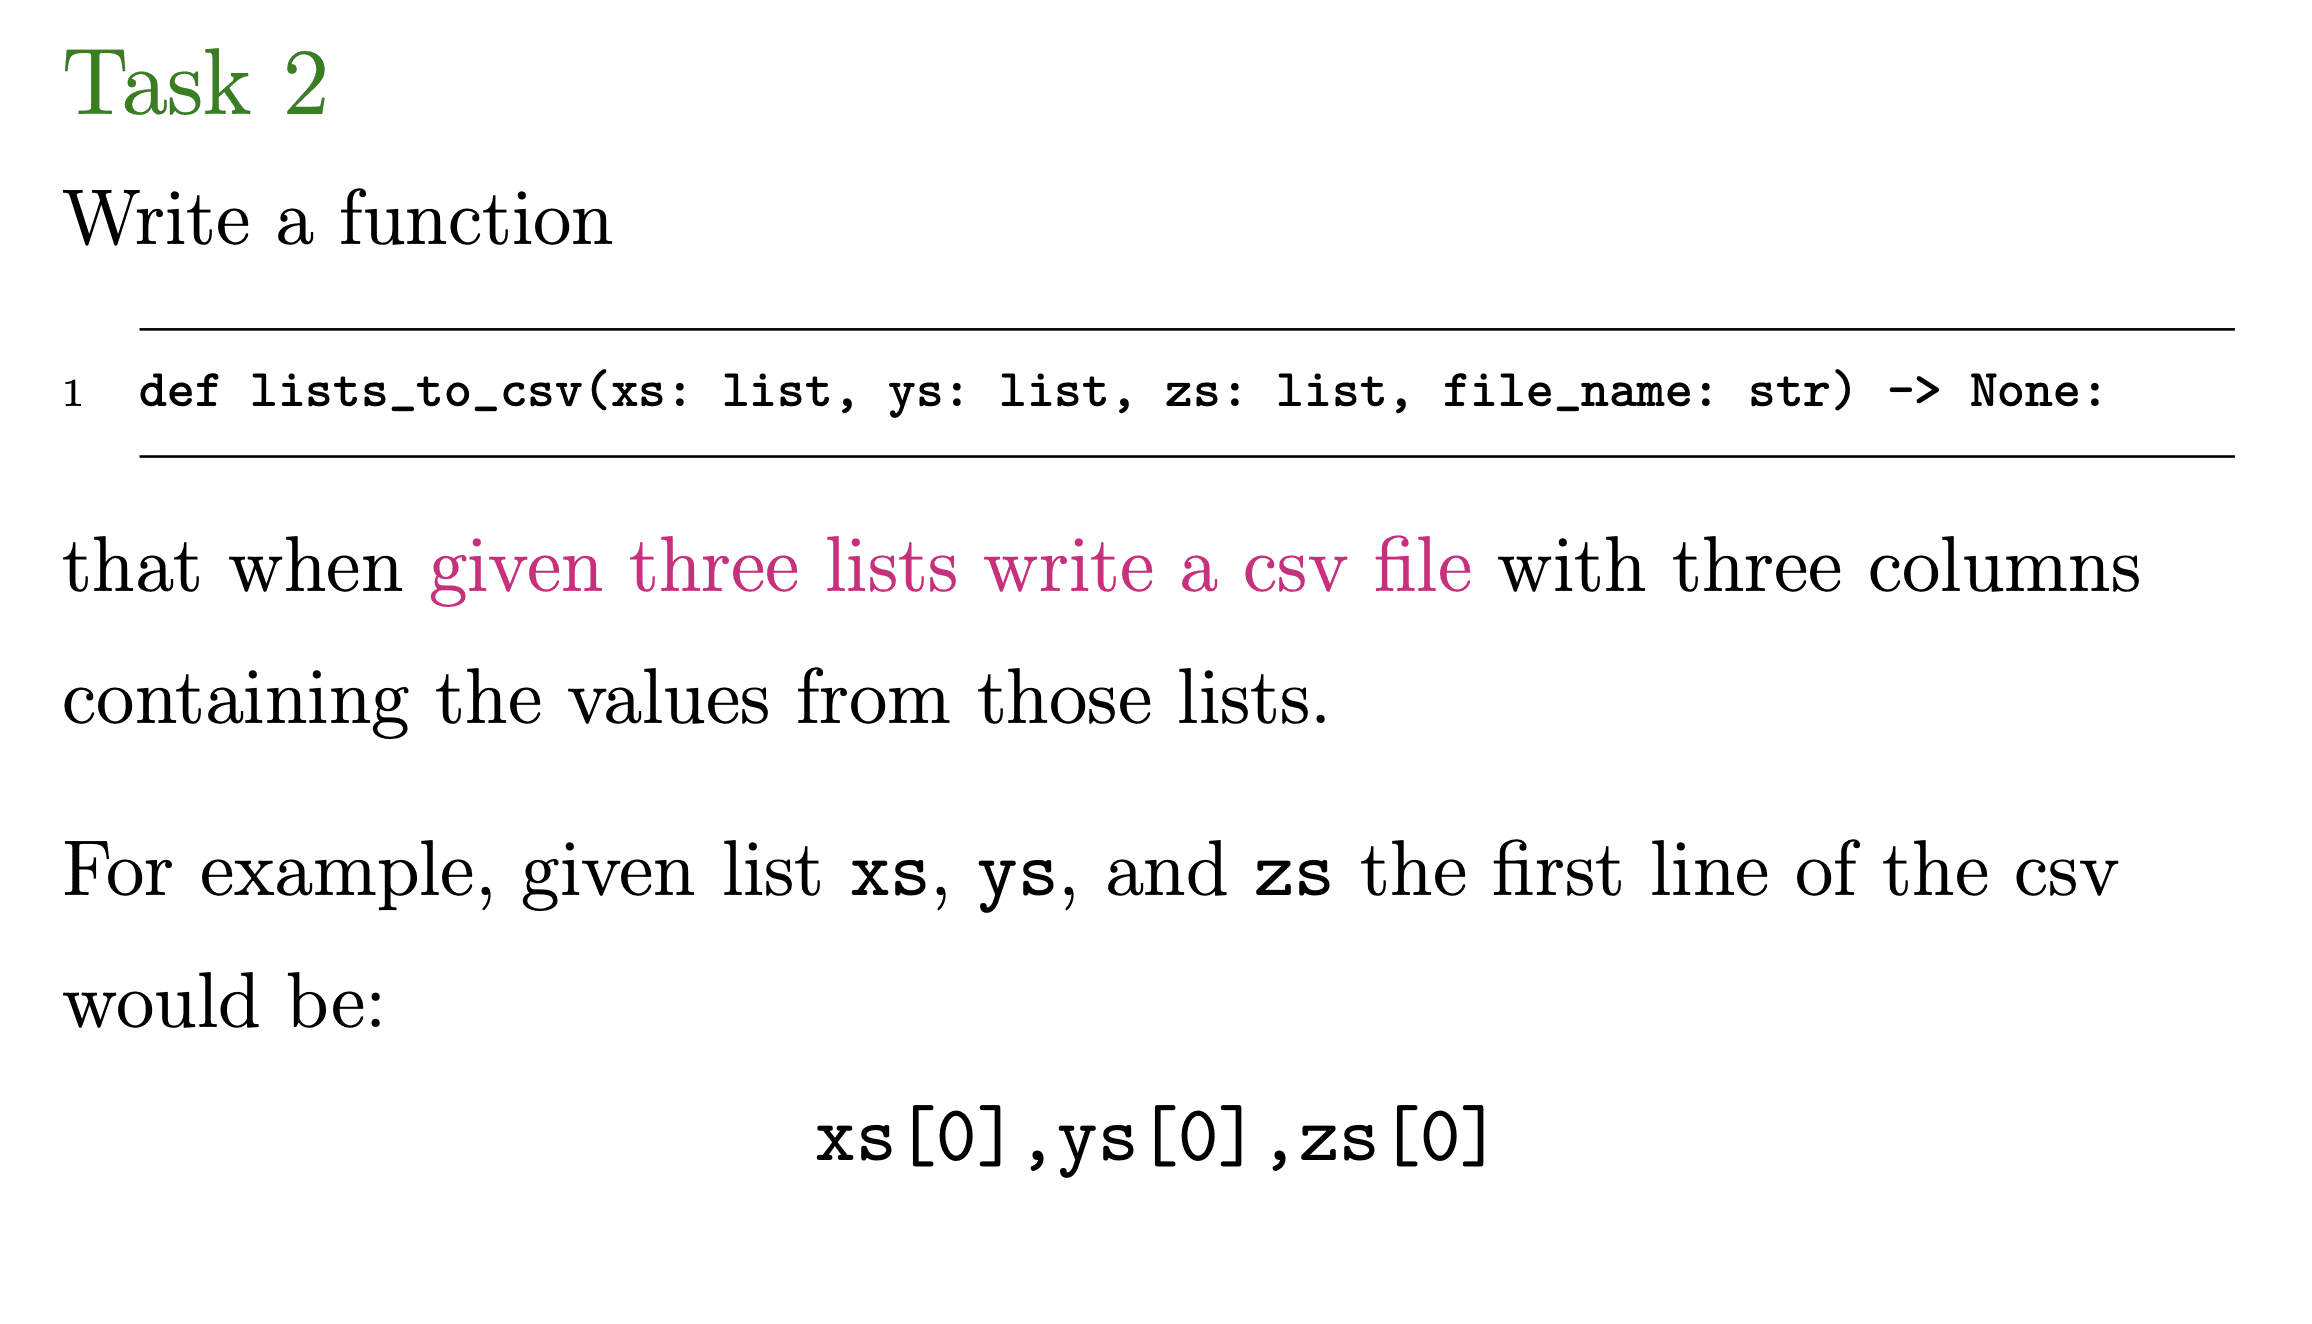 Task 2
Write a function
1 def lists_to_csv(xs: list, ys: list, zs: list, file_name: str) -> None:
that when given three lists write a csv file with three columns
containing the values from those lists.
For example, given list xs, ys, and zs the first line of the csv
would be:
xs[0],ys[0],zs[0]